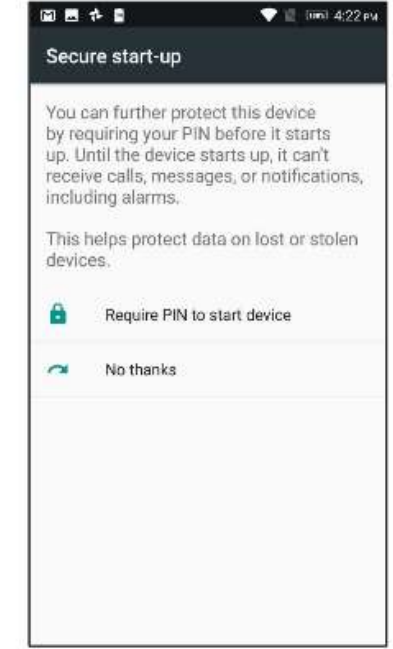 4:22 PM
Secure start-up
You can further protect this device
by requiring your PIN before it starts
up. Until the device starts up, it can't
receive calls, messages, or notifications,
including alarms.
This helps protect data on lost or stolen
devices.
Require PIN to start device
No thanks